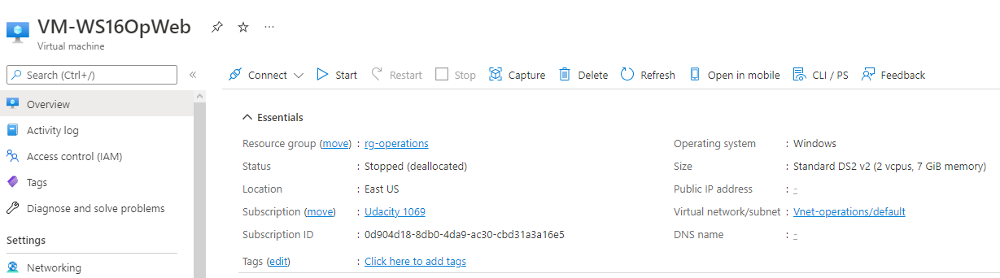 VM-WS16OpWeb
Virtual machine
Search (Ctrl+/)
Overview
Activity log
Access control (IAM)
Tags
Diagnose and solve problems
Settings
Networking
Connect Start Restart Stop Capture Delete Refresh Open in mobile CLI / PS Feedback
Essentials
Resource group (move) : rg-operations
Status : Stopped (deallocated)
Location : East US
Subscription (move) : Udacity 1069
Subscription ID : 0d904d18-8db0-4da9-ac30-cbd31a3a16e5
Tags (edit) : Click here to add tags
Operating system : Windows
Size : Standard DS2 v2 (2 vcpus, 7 GiB memory)
Public IP address : -
Virtual network/subnet : Vnet-operations/default
DNS name : -